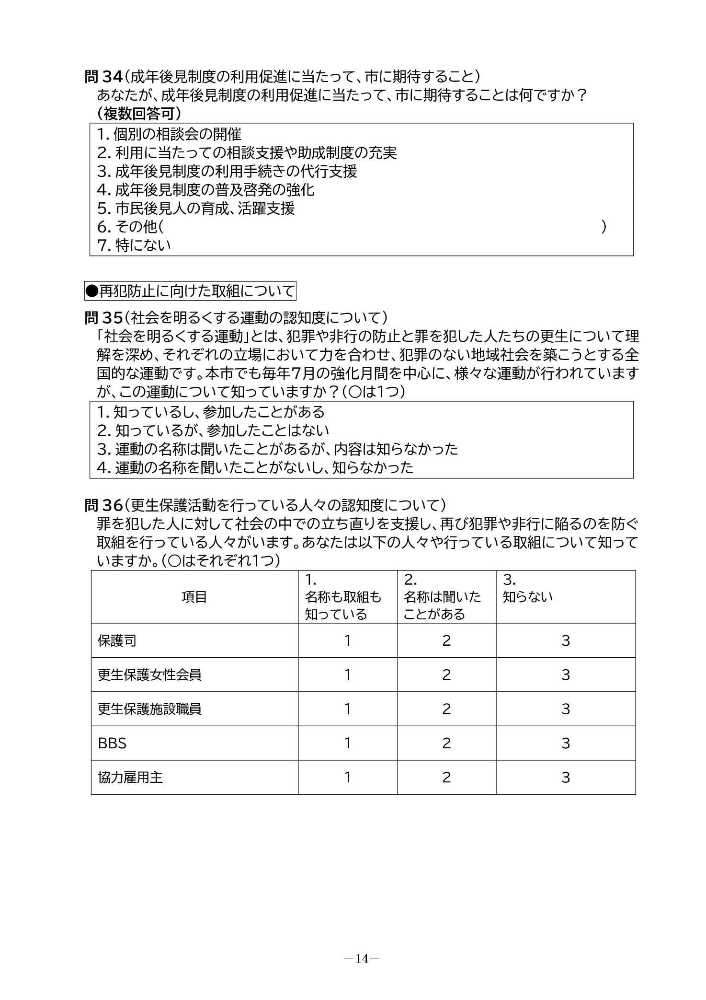 問34(成年後見制度の利用促進に当たって、市に期待すること)
あなたが、成年後見制度の利用促進に当たって、市に期待することは何ですか？
(複数回答可)
1. 個別の相談会の開催
2. 利用に当たっての相談支援や助成制度の充実
3. 成年後見制度の利用手続きの代行支援
4. 成年後見制度の普及啓発の強化
5. 市民後見人の育成、活躍支援
6. その他( )
7. 特にない
●再犯防止に向けた取組について
問35(社会を明るくする運動の認知度について)
「社会を明るくする運動」とは、犯罪や非行の防止と罪を犯した人たちの更生について理
解を深め、それぞれの立場において力を合わせ、犯罪のない地域社会を築こうとする全
国的な運動です。本市でも毎年7月の強化月間を中心に、様々な運動が行われています
が、この運動について知っていますか？(○は1つ)
1. 知っているし、参加したことがある
2. 知っているが、参加したことはない
3. 運動の名称は聞いたことがあるが、内容は知らなかった
4. 運動の名称を聞いたことがないし、知らなかった
問36(更生保護活動を行っている人々の認知度について)
罪を犯した人に対して社会の中での立ち直りを支援し、再び犯罪や非行に陥るのを防ぐ
取組を行っている人々がいます。あなたは以下の人々や行っている取組について知って
いますか。(○はそれぞれ1つ)
項目 1. 2. 3.
名称も取組も 名称は聞いた 知らない
知っている ことがある
保護司 1 2 3
更生保護女性会員 1 2 3
更生保護施設職員 1 2 3
BBS 1 2 3
協力雇用主 1 2 3
－14－